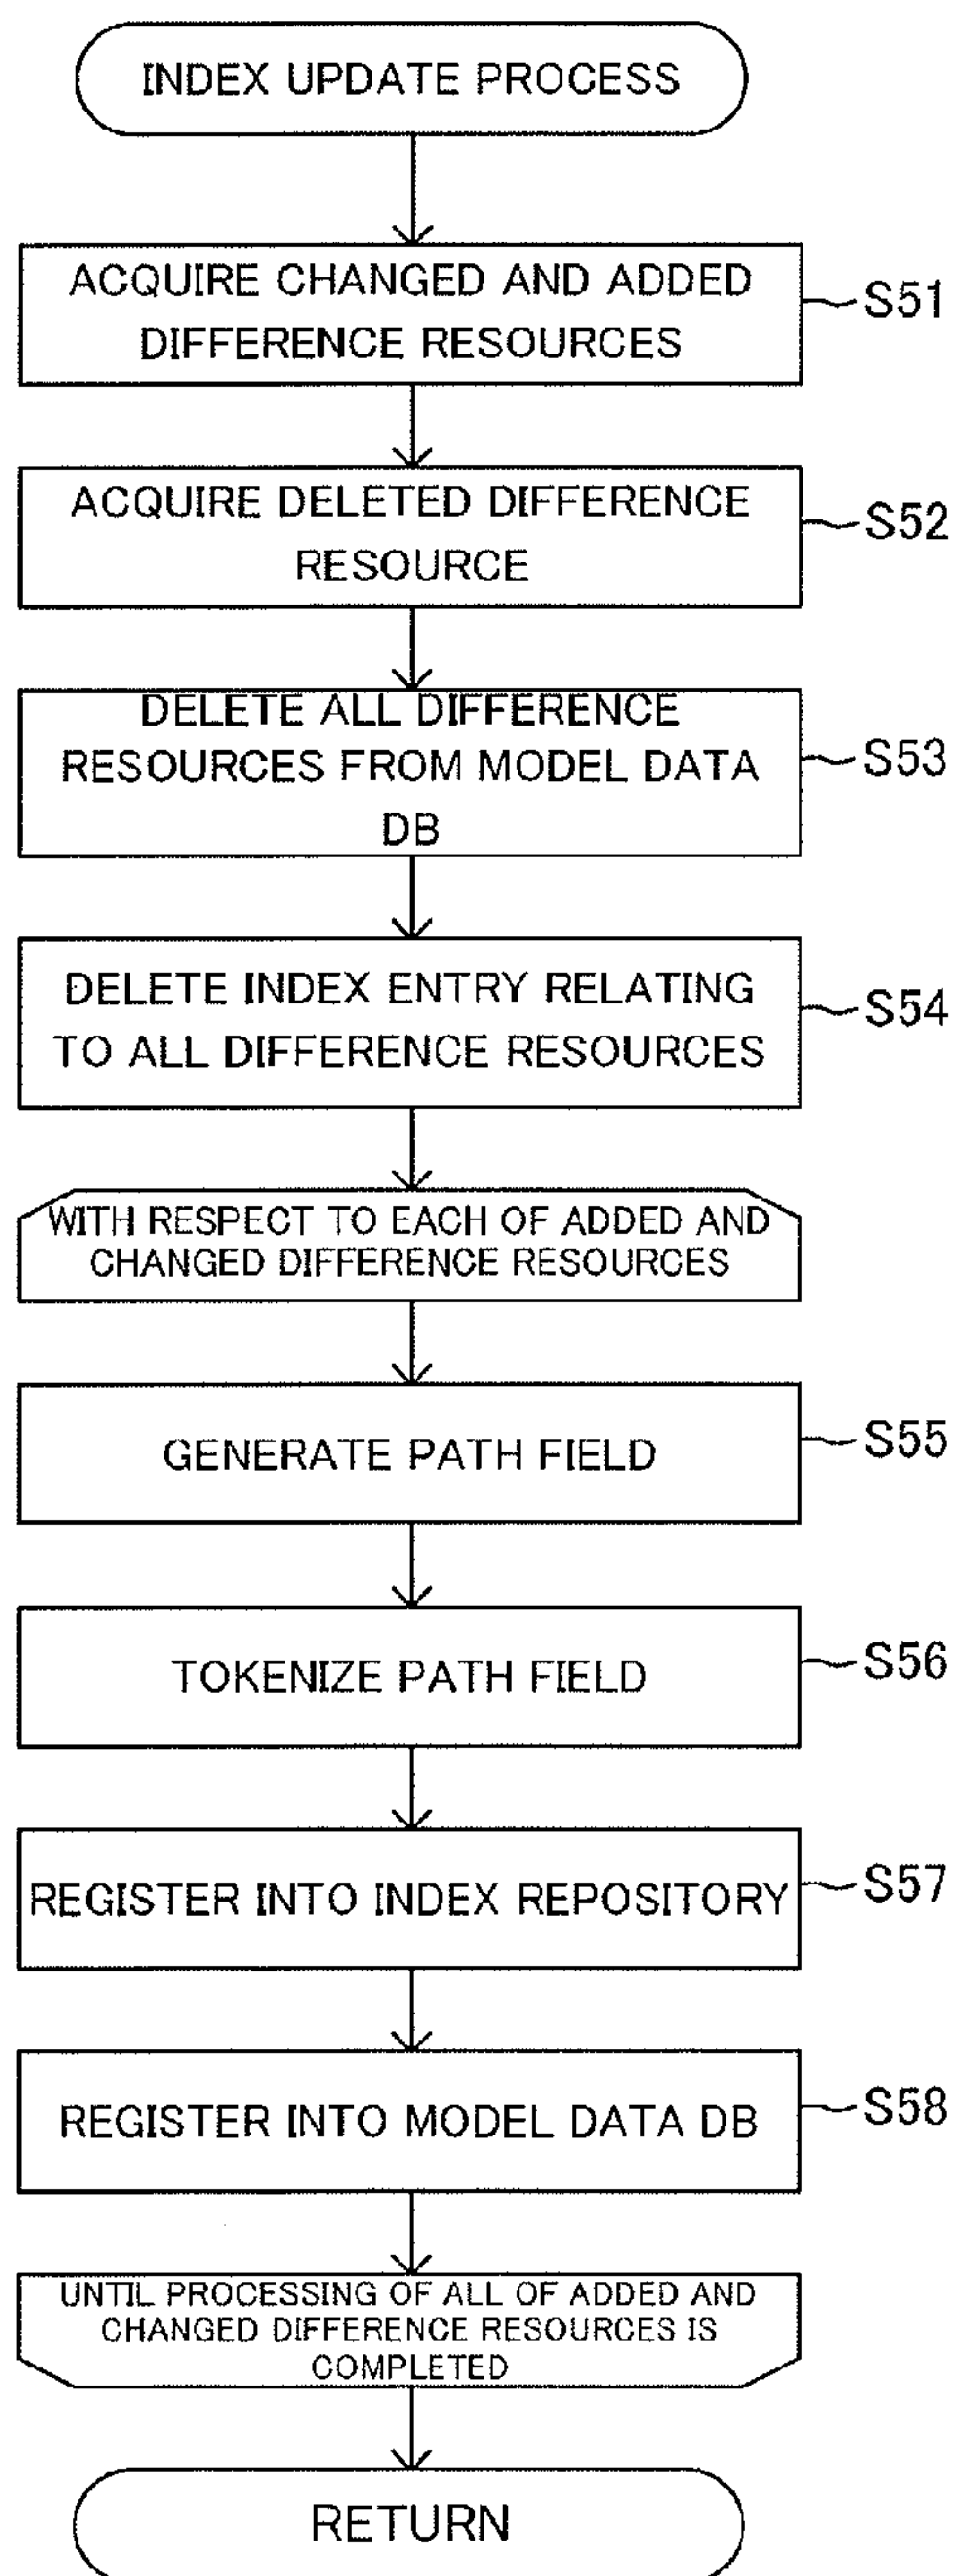 INDEX UPDATE PROCESS
ACQUIRE CHANGED AND ADDED
DIFFERENCE RESOURCES
S51
ACQUIRE DELETED DIFFERENCE
RESOURCE
S52
DELETE ALL DIFFERENCE
RESOURCES FROM MODEL DATA
DB
S53
DELETE INDEX ENTRY RELATING
TO ALL DIFFERENCE RESOURCES
S54
WITH RESPECT TO EACH OF ADDED AND
CHANGED DIFFERENCE RESOURCES
GENERATE PATH FIELD
S55
TOKENIZE PATH FIELD
S56
REGISTER INTO INDEX REPOSITORY
S57
REGISTER INTO MODEL DATA DB
S58
UNTIL PROCESSING OF ALL OF ADDED AND
CHANGED DIFFERENCE RESOURCES IS
COMPLETED
RETURN